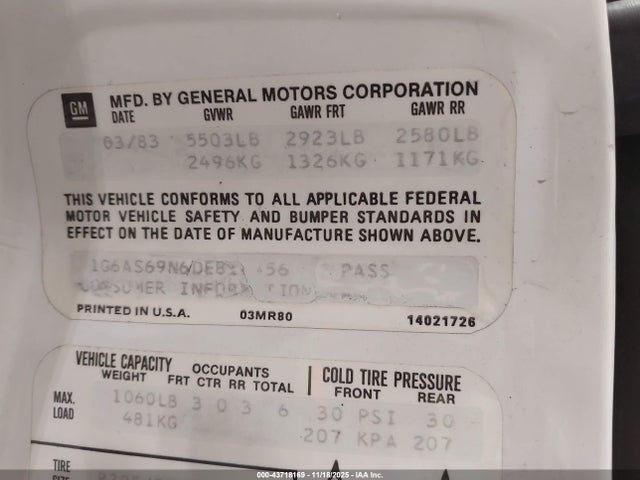 GM MFD. BY GENERAL MOTORS CORPORATION
DATE GVWR GAWR FRT GAWR RR
03/83 5503LB 2923LB 2580LB
2496KG 1326KG 1171KG
THIS VEHICLE CONFORMS TO ALL APPLICABLE FEDERAL
MOTOR VEHICLE SAFETY AND BUMPER STANDARDS IN
EFFECT ON THE DATE OF MANUFACTURE SHOWN ABOVE.
PASS
CONSUMER INFORMATION
PRINTED IN U.S.A. 03MR80 14021726
VEHICLE CAPACITY OCCUPANTS COLD TIRE PRESSURE
WEIGHT FRT CTR RR TOTAL FRONT REAR
MAX. LOAD 1060LB 3 0 3 6 30 PSI 30
481KG 207 KPA 207
TIRE
000-43718169 - 11/18/2025 - IAA Inc.